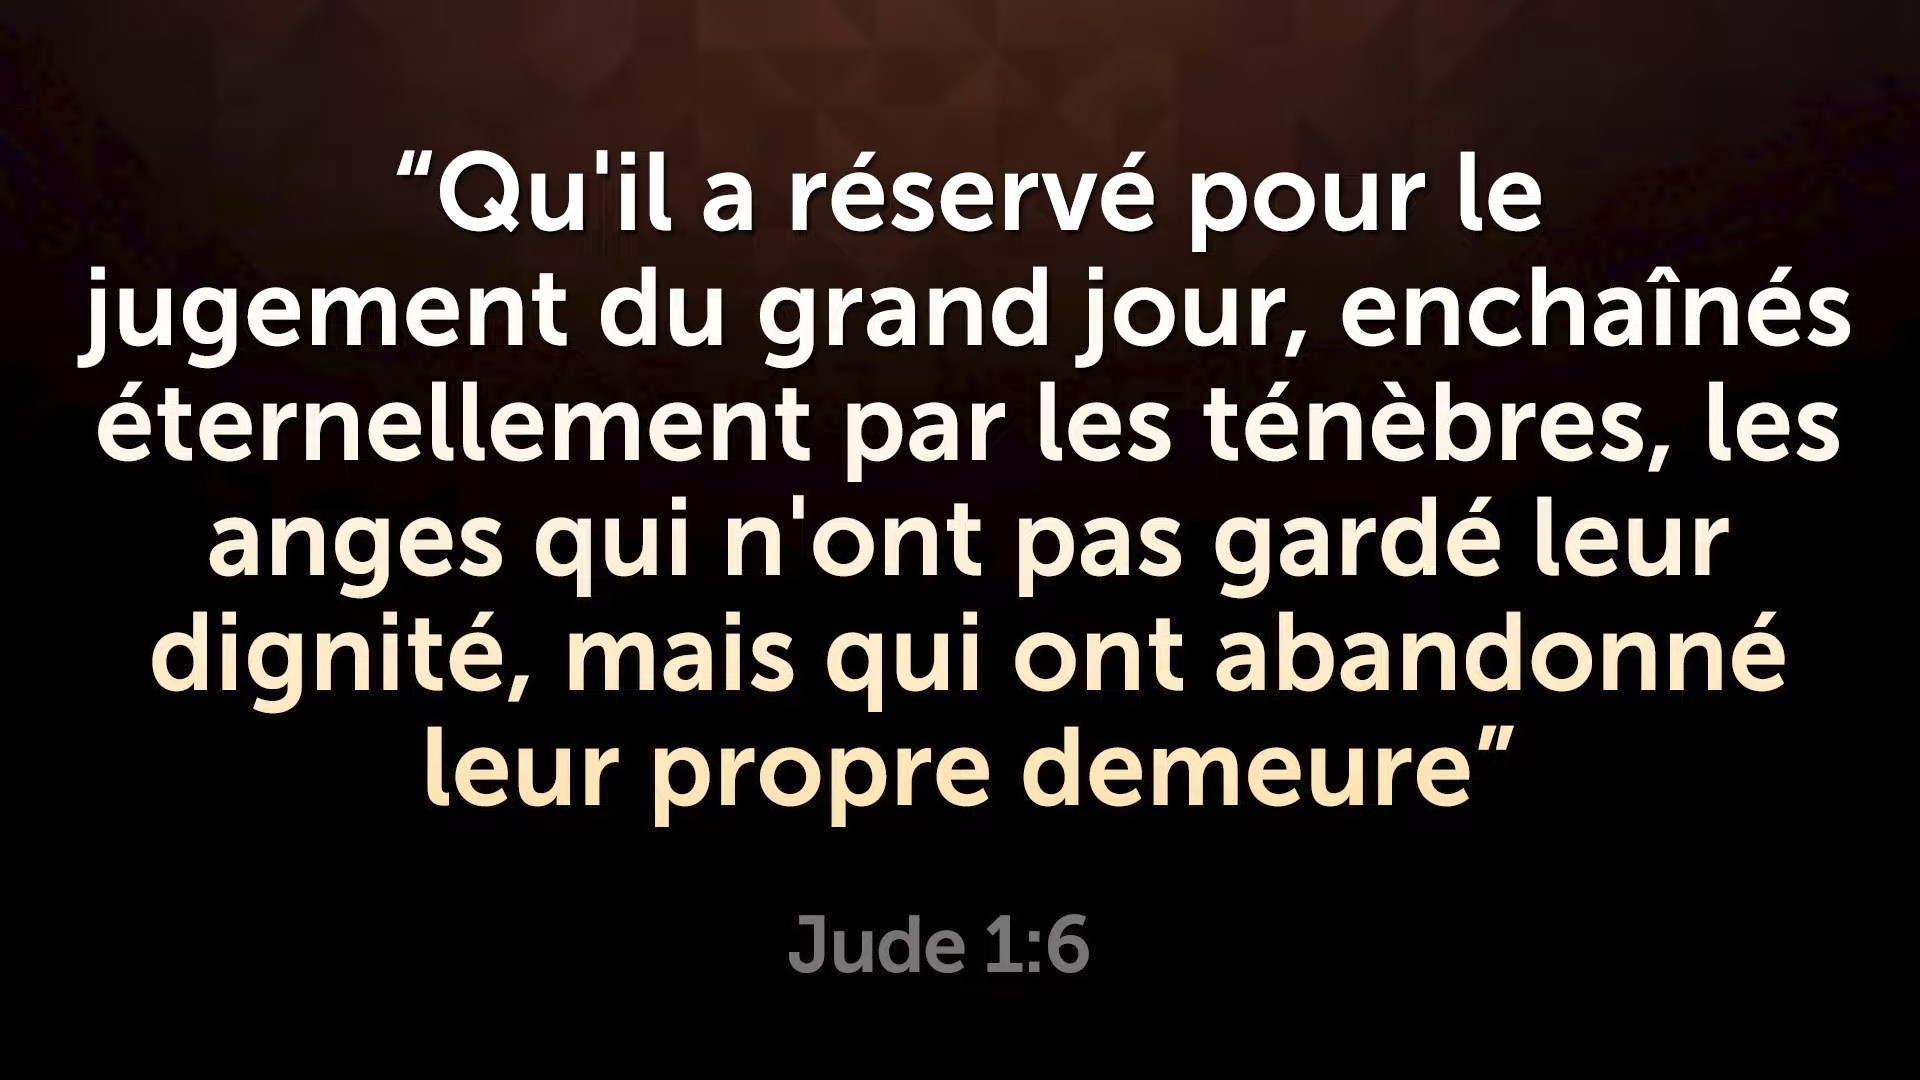 “Qu'il a réservé pour le
jugement du grand jour, enchaînés
éternellement par les ténèbres, les
anges qui n'ont pas gardé leur
dignité, mais qui ont abandonné
leur propre demeure”
Jude 1:6